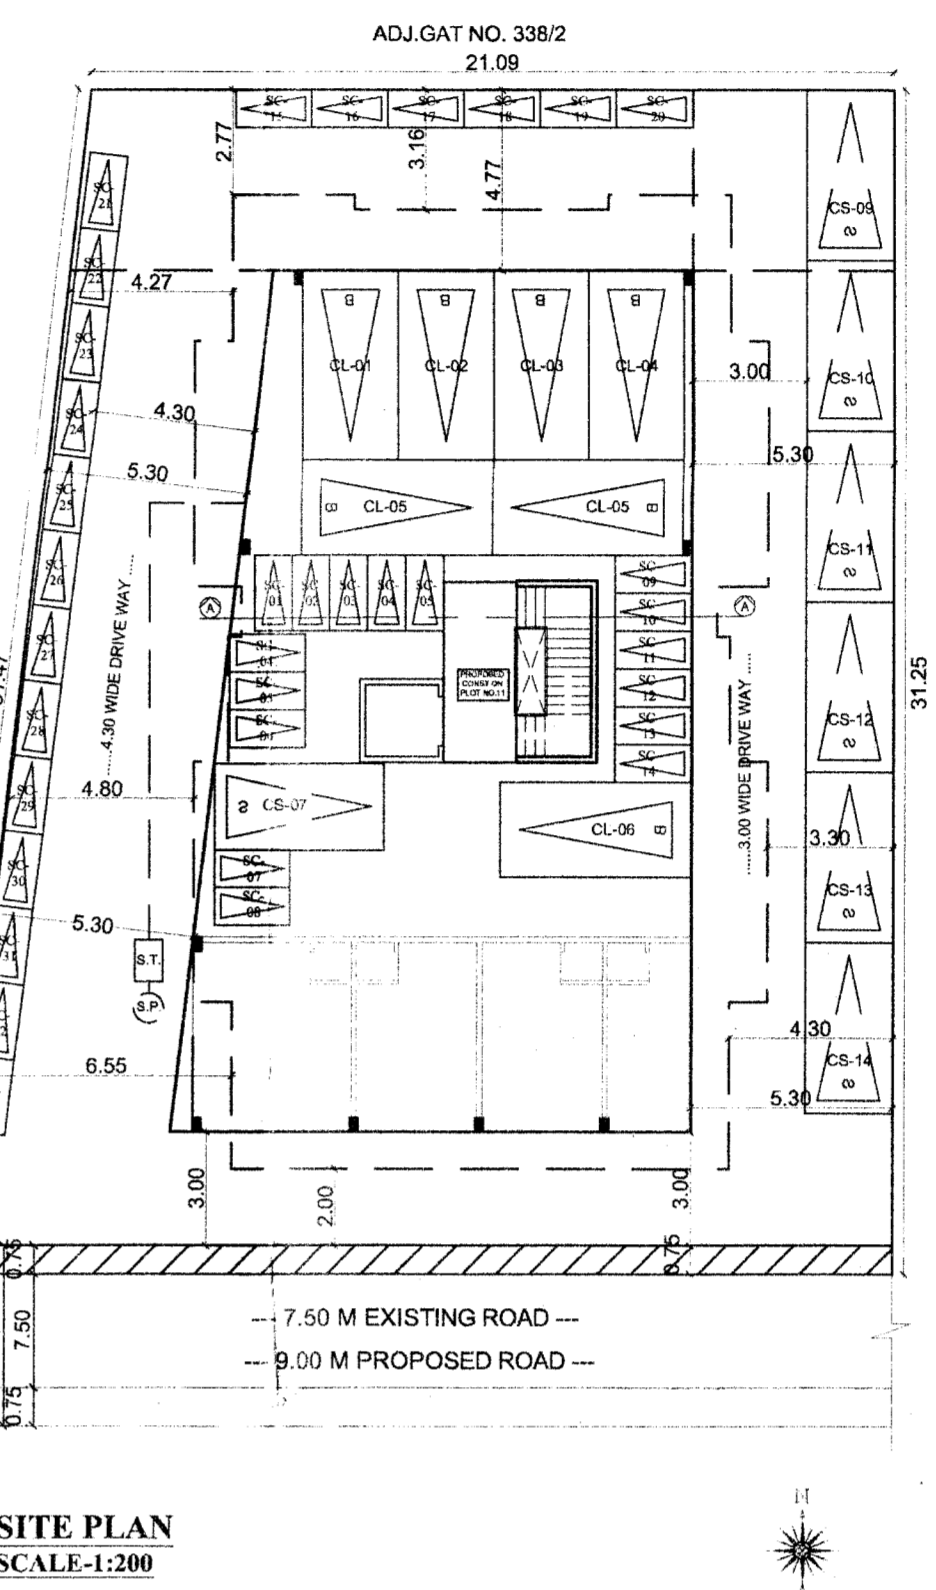 ADJ.GAT NO. 338/2
21.09
SC-15
SC-16
SC-17
SC-18
SC-19
SC-20
2.77
3.16
4.77
SC-21
SC-22
SC-23
SC-24
SC-25
SC-26
SC-27
SC-28
SC-29
SC-30
SC-31
4.27
4.30
5.30
CL-01
CL-02
CL-03
CL-04
B
B
B
B
CL-05
B
CL-05
B
3.00
5.30
CS-09
S
CS-10
S
CS-11
S
CS-12
S
CS-13
S
CS-14
S
31.25
SC-01
SC-02
SC-03
SC-04
SC-05
SC-04
SC-05
SC-06
SC-09
SC-10
SC-11
SC-12
SC-13
SC-14
A
A
PROPOSED
CONST ON
PLOT NO.11
........4.30 WIDE DRIVE WAY .....
.......3.00 WIDE DRIVE WAY .....
4.80
S CS-07
CL-06 B
3.30
SC-07
SC-08
5.30
S.T.
S.P.
4.30
6.55
5.30
3.00
2.00
3.00
0.75
0.75
7.50
0.75
--- 7.50 M EXISTING ROAD ---
--- 9.00 M PROPOSED ROAD ---
SITE PLAN
SCALE-1:200
N